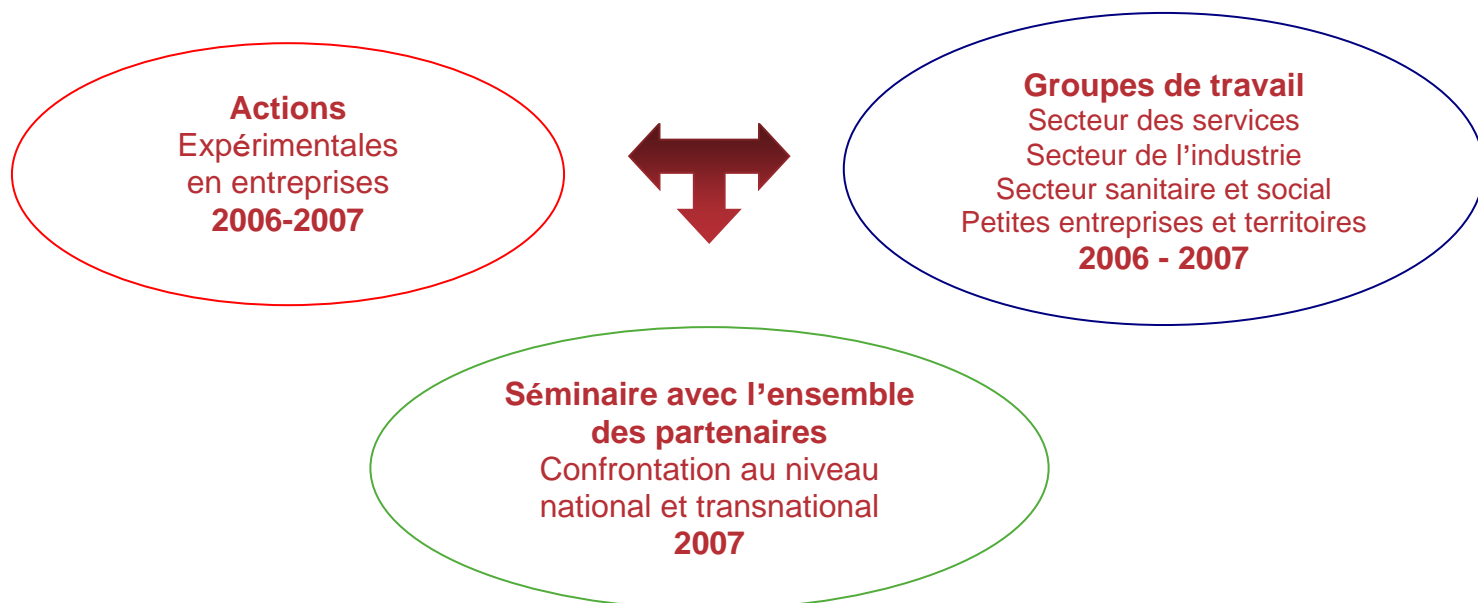 Actions
Expérimentales
en entreprises
2006-2007
Groupes de travail
Secteur des services
Secteur de l’industrie
Secteur sanitaire et social
Petites entreprises et territoires
2006 - 2007
Séminaire avec l’ensemble
des partenaires
Confrontation au niveau
national et transnational
2007